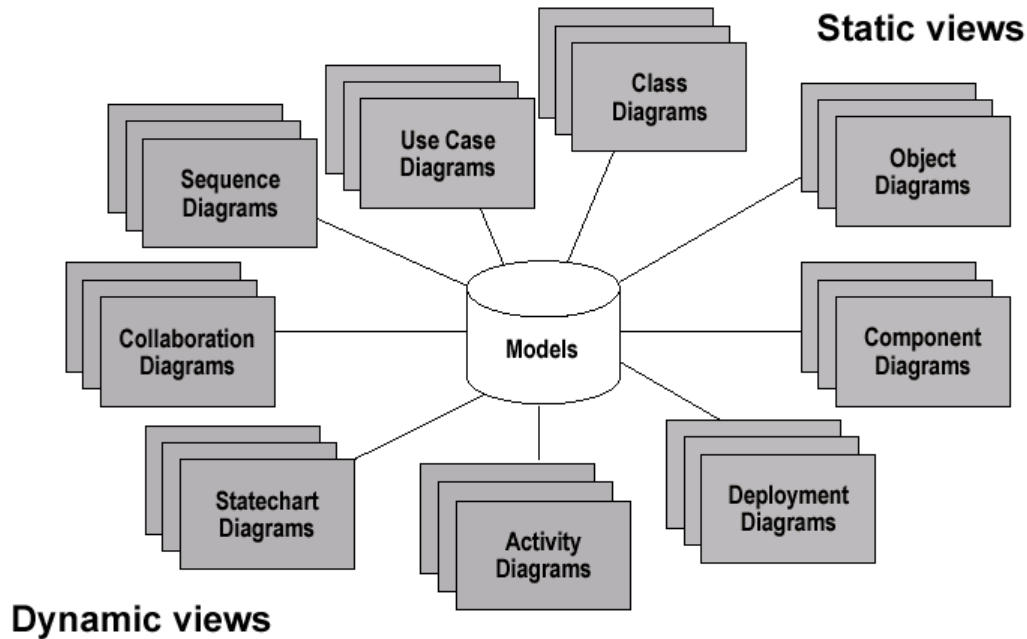 Static views
Class
Diagrams
Use Case
Diagrams
Object
Diagrams
Sequence
Diagrams
Collaboration
Diagrams
Models
Component
Diagrams
Statechart
Diagrams
Activity
Diagrams
Deployment
Diagrams
Dynamic views